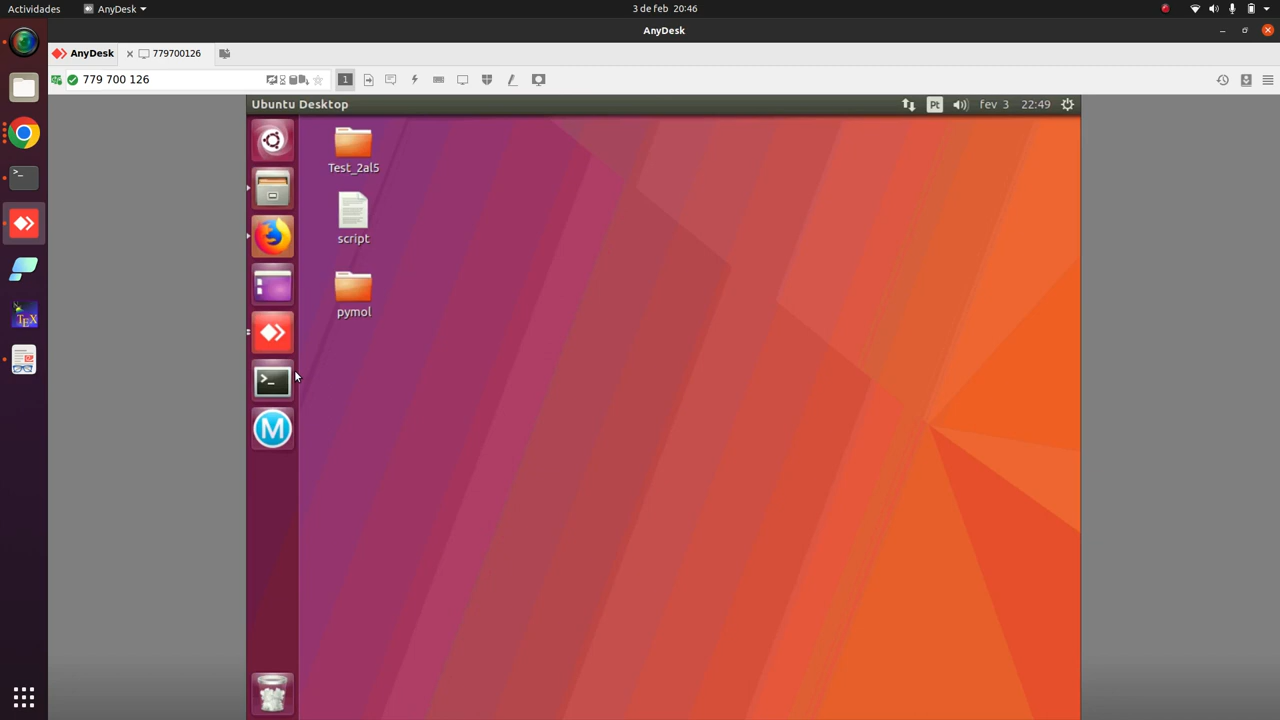 Actividades
AnyDesk
3 de feb 20:46
AnyDesk
AnyDesk
779700126
779 700 126
1
Ubuntu Desktop
Pt
fev 3
22:49
Test_2al5
script
pymol
>_
M
TEX